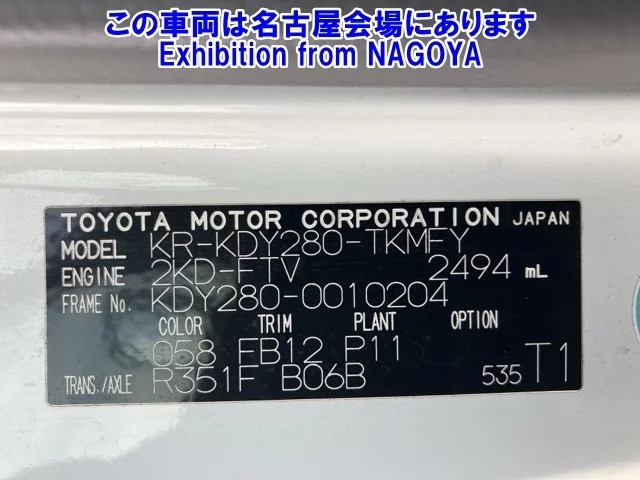 この車両は名古屋会場にあります
Exhibition from NAGOYA
TOYOTA MOTOR CORPORATION JAPAN
MODEL KR-KDY280-TKMFY
ENGINE 2KD-FTV 2494 mL
FRAME No. KDY280-0010204
COLOR TRIM PLANT OPTION
058 FB12 P11
TRANS./AXLE R351F B06B 535 T1